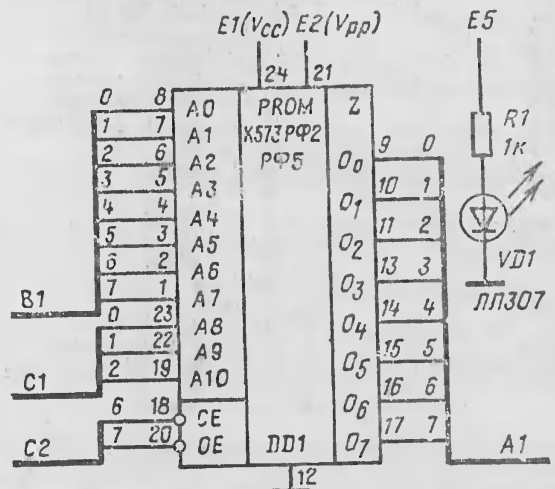 E1(Vcc) E2(Vpp) E5
24 21
0 8 A0 PROM Z
1 7 A1 X573РФ2 9 0 R1
2 6 A2 РФ5 O0 1к
3 5 A3 10 1
4 4 A4 O1
5 3 A5 11 2
6 2 A6 O2 VD1
7 1 A7 13 3
B1 O3 ЛЛ307
0 23 A8 14 4
1 22 A9 O4
2 19 A10 15 5
C1 O5
6 18 CE 16 6
O6
7 20 OE DD1 17 7
C2 O7 A1
12